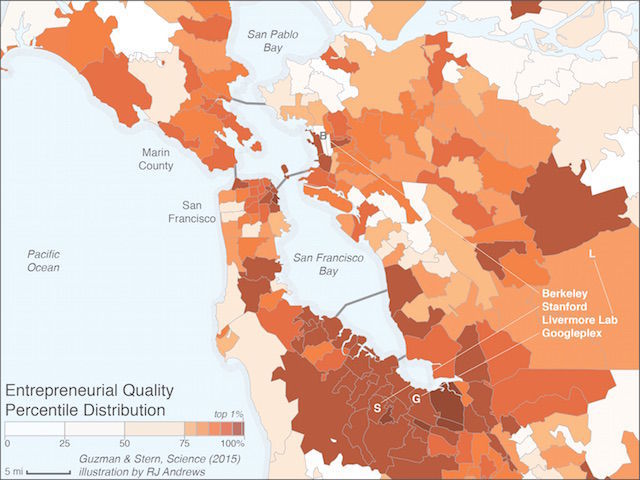 San Pablo
Bay
B
Marin
County
San
Francisco
Pacific
Ocean
San Francisco
Bay
L
Berkeley
Stanford
Livermore Lab
Googleplex
S
G
Entrepreneurial Quality
Percentile Distribution
top 1%
0 25 50 75 100%
Guzman & Stern, Science (2015)
5 mi illustration by RJ Andrews